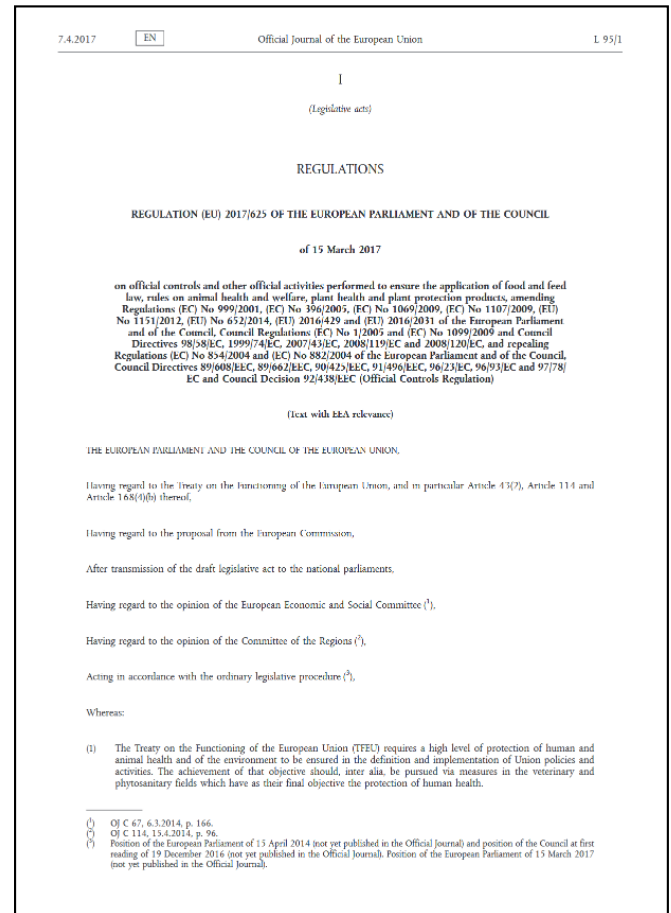 7.4.2017 EN Official Journal of the European Union L 95/1
I
(Legislative acts)
REGULATIONS
REGULATION (EU) 2017/625 OF THE EUROPEAN PARLIAMENT AND OF THE COUNCIL
of 15 March 2017
on official controls and other official activities performed to ensure the application of food and feed
law, rules on animal health and welfare, plant health and plant protection products, amending
Regulations (EC) No 999/2001, (EC) No 396/2005, (EC) No 1069/2009, (EC) No 1107/2009, (EU)
No 1151/2012, (EU) No 652/2014, (EU) 2016/429 and (EU) 2016/2031 of the European Parliament
and of the Council, Council Regulations (EC) No 1/2005 and (EC) No 1099/2009 and Council
Directives 98/58/EC, 1999/74/EC, 2007/43/EC, 2008/119/EC and 2008/120/EC, and repealing
Regulations (EC) No 854/2004 and (EC) No 882/2004 of the European Parliament and of the Council,
Council Directives 89/608/EEC, 89/662/EEC, 90/425/EEC, 91/496/EEC, 96/23/EC, 96/93/EC and 97/78/
EC and Council Decision 92/438/EEC (Official Controls Regulation)
(Text with EEA relevance)
THE EUROPEAN PARLIAMENT AND THE COUNCIL OF THE EUROPEAN UNION,
Having regard to the Treaty on the Functioning of the European Union, and in particular Article 43(2), Article 114 and
Article 168(4)(b) thereof,
Having regard to the proposal from the European Commission,
After transmission of the draft legislative act to the national parliaments,
Having regard to the opinion of the European Economic and Social Committee (¹),
Having regard to the opinion of the Committee of the Regions (²),
Acting in accordance with the ordinary legislative procedure (³),
Whereas:
(1) The Treaty on the Functioning of the European Union (TFEU) requires a high level of protection of human and
animal health and of the environment to be ensured in the definition and implementation of Union policies and
activities. The achievement of that objective should, inter alia, be pursued via measures in the veterinary and
phytosanitary fields which have as their final objective the protection of human health.
(¹) OJ C 67, 6.3.2014, p. 166.
(²) OJ C 114, 15.4.2014, p. 96.
(³) Position of the European Parliament of 15 April 2014 (not yet published in the Official Journal) and position of the Council at first
reading of 19 December 2016 (not yet published in the Official Journal). Position of the European Parliament of 15 March 2017
(not yet published in the Official Journal).